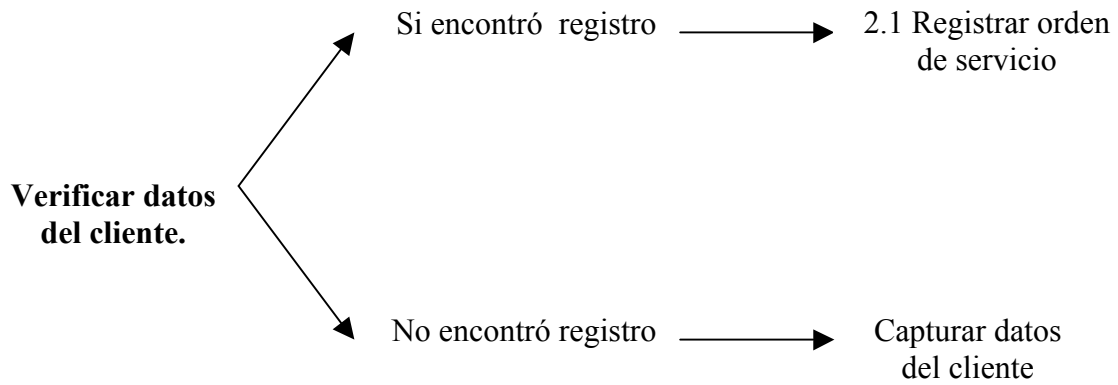 Si encontró registro
2.1 Registrar orden
de servicio
Verificar datos
del cliente.
No encontró registro
Capturar datos
del cliente